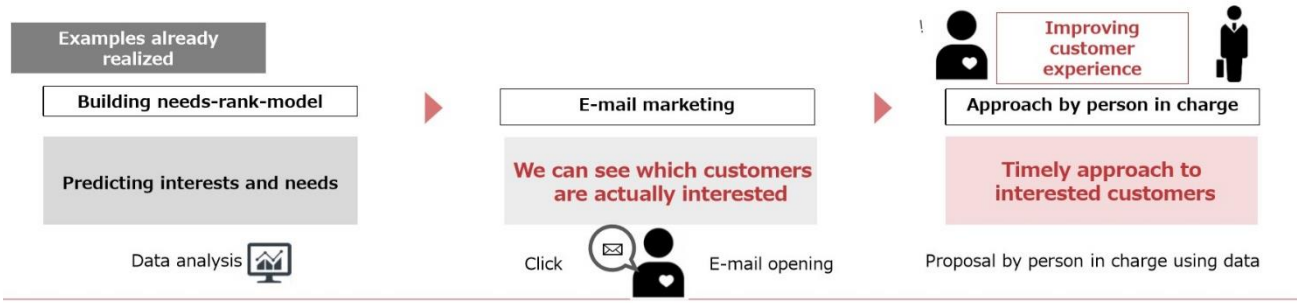 Examples already
realized
!
Improving
customer
experience
Building needs-rank-model
E-mail marketing
Approach by person in charge
Predicting interests and needs
We can see which customers
are actually interested
Timely approach to
interested customers
Data analysis
Click
E-mail opening
Proposal by person in charge using data